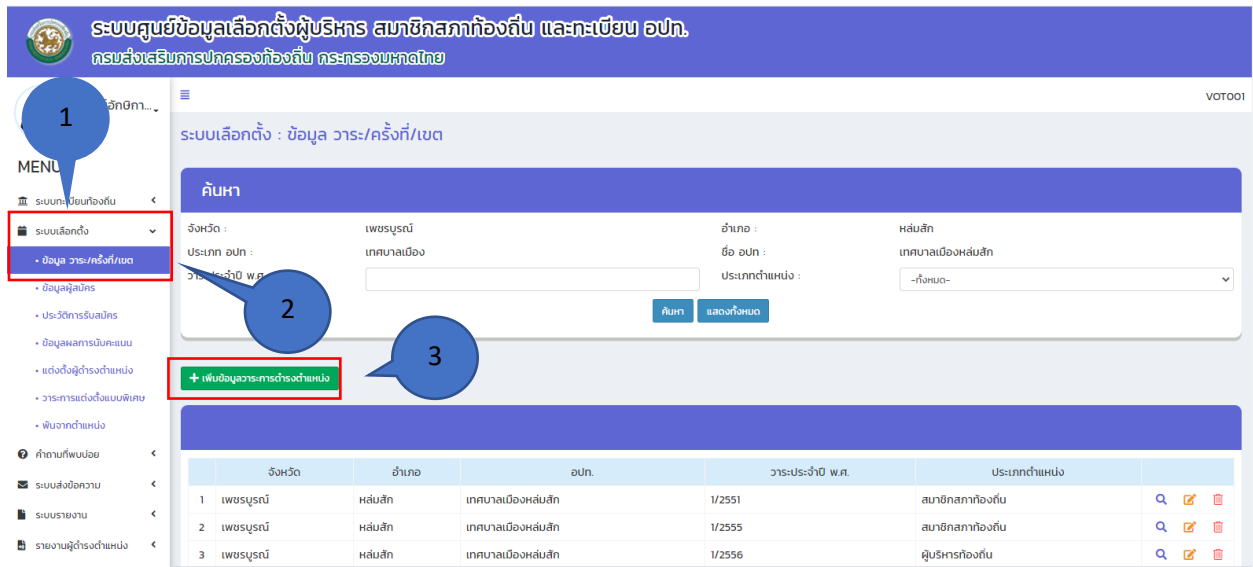 ระบบศูนย์ข้อมูลเลือกตั้งผู้บริหาร สมาชิกสภาท้องถิ่น และทะเบียน อปท.
กรมส่งเสริมการปกครองท้องถิ่น กระทรวงมหาดไทย
1
VOT001
ระบบเลือกตั้ง : ข้อมูล วาระ/ครั้งที่/เขต
MENU
ค้นหา
ระบบทะเบียนท้องถิ่น
ระบบเลือกตั้ง
• ข้อมูล วาระ/ครั้งที่/เขต
• ข้อมูลผู้สมัคร
• ประวัติการรับสมัคร
• ข้อมูลผลการนับคะแนน
• แต่งตั้งผู้ดำรงตำแหน่ง
• วาระการแต่งตั้งแบบพิเศษ
• พ้นจากตำแหน่ง
คำถามที่พบบ่อย
ระบบส่งข้อความ
ระบบรายงาน
รายงานผู้ดำรงตำแหน่ง
จังหวัด : เพชรบูรณ์ อำเภอ : หล่มสัก
ประเภท อปท : เทศบาลเมือง ชื่อ อปท : เทศบาลเมืองหล่มสัก
วาระประจำปี พ.ศ. ประเภทตำแหน่ง : -ทั้งหมด-
2
ค้นหา แสดงทั้งหมด
3
+ เพิ่มข้อมูลวาระการดำรงตำแหน่ง
จังหวัด อำเภอ อปท. วาระประจำปี พ.ศ. ประเภทตำแหน่ง
1 เพชรบูรณ์ หล่มสัก เทศบาลเมืองหล่มสัก 1/2551 สมาชิกสภาท้องถิ่น
2 เพชรบูรณ์ หล่มสัก เทศบาลเมืองหล่มสัก 1/2555 สมาชิกสภาท้องถิ่น
3 เพชรบูรณ์ หล่มสัก เทศบาลเมืองหล่มสัก 1/2556 ผู้บริหารท้องถิ่น